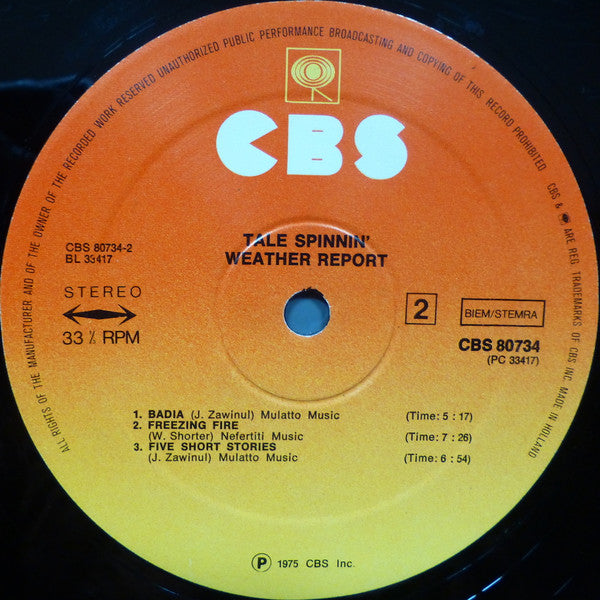 ALL RIGHTS OF THE MANUFACTURER AND OF THE OWNER OF THE RECORDED WORK RESERVED UNAUTHORIZED PUBLIC PERFORMANCE BROADCASTING AND COPYING OF THIS RECORD PROHIBITED. CBS & ARE REG. TRADEMARKS OF CBS INC. MADE IN HOLLAND
CBS
TALE SPINNIN'
WEATHER REPORT
CBS 80734-2
BL 33417
STEREO
33 ⅓ RPM
2
BIEM/STEMRA
CBS 80734
(PC 33417)
1. BADIA (J. Zawinul) Mulatto Music (Time: 5 : 17)
2. FREEZING FIRE
(W. Shorter) Nefertiti Music (Time: 7 : 26)
3. FIVE SHORT STORIES
(J. Zawinul) Mulatto Music (Time: 6 : 54)
Ⓟ 1975 CBS Inc.